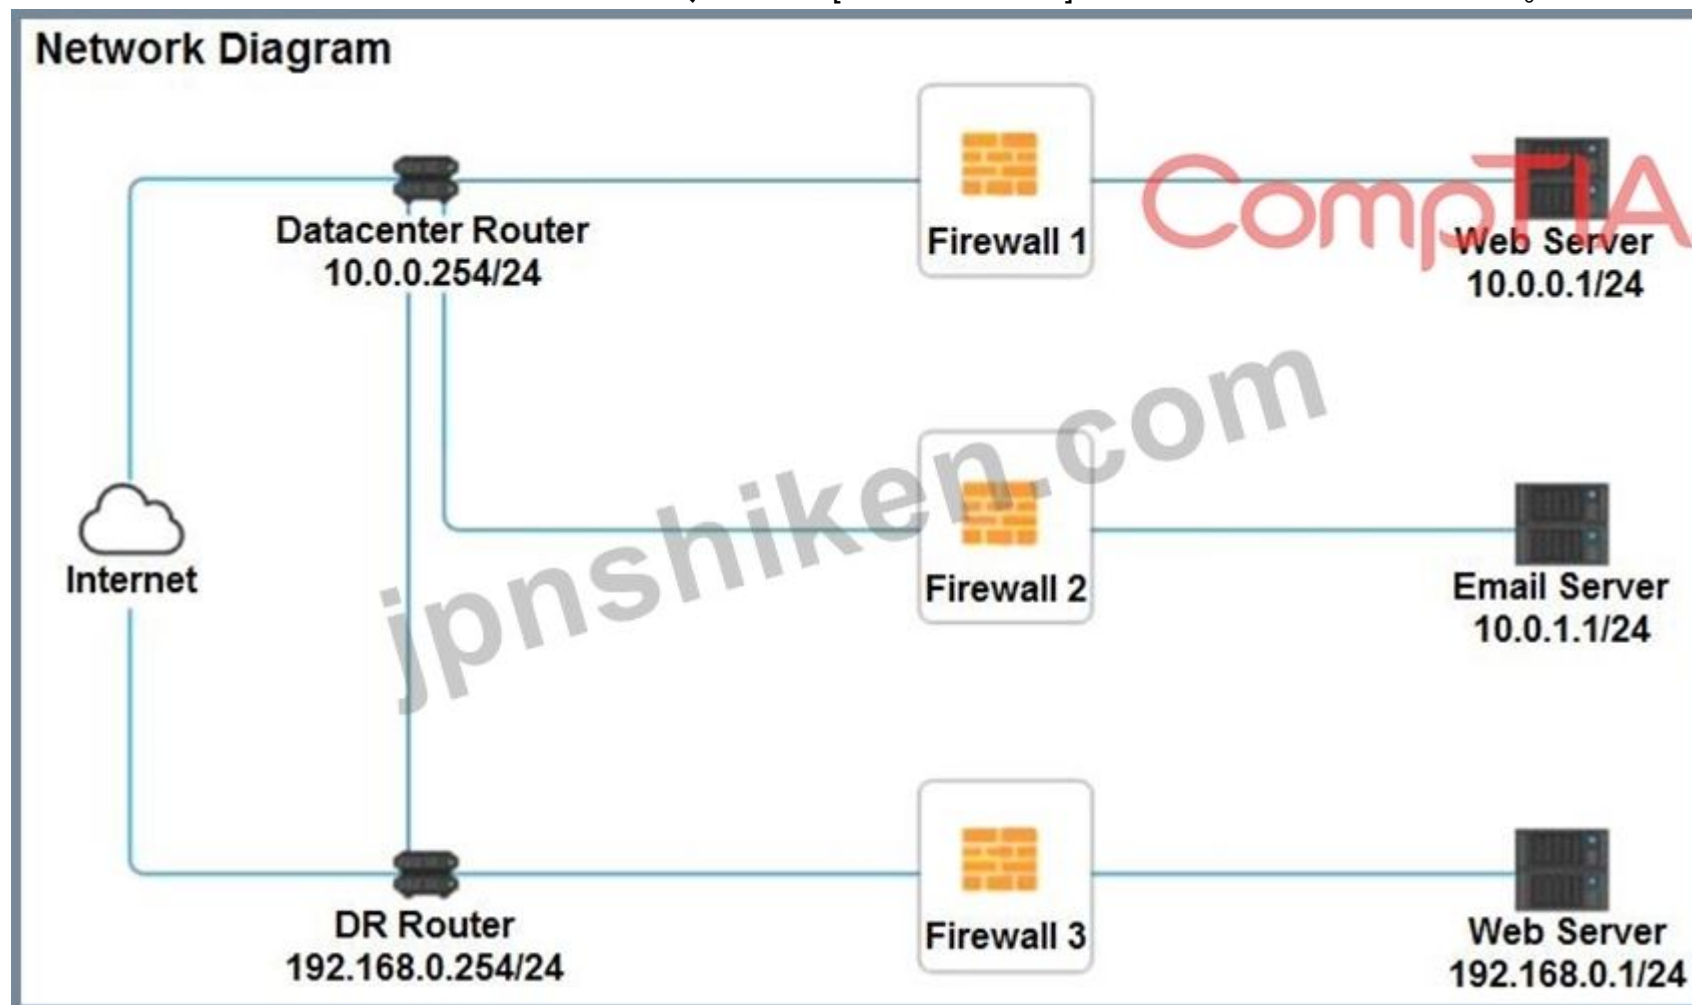 Network Diagram
Datacenter Router
10.0.0.254/24
Firewall 1
CompTIA
Web Server
10.0.0.1/24
jpnshiken.com
Internet
Firewall 2
Email Server
10.0.1.1/24
DR Router
192.168.0.254/24
Firewall 3
Web Server
192.168.0.1/24